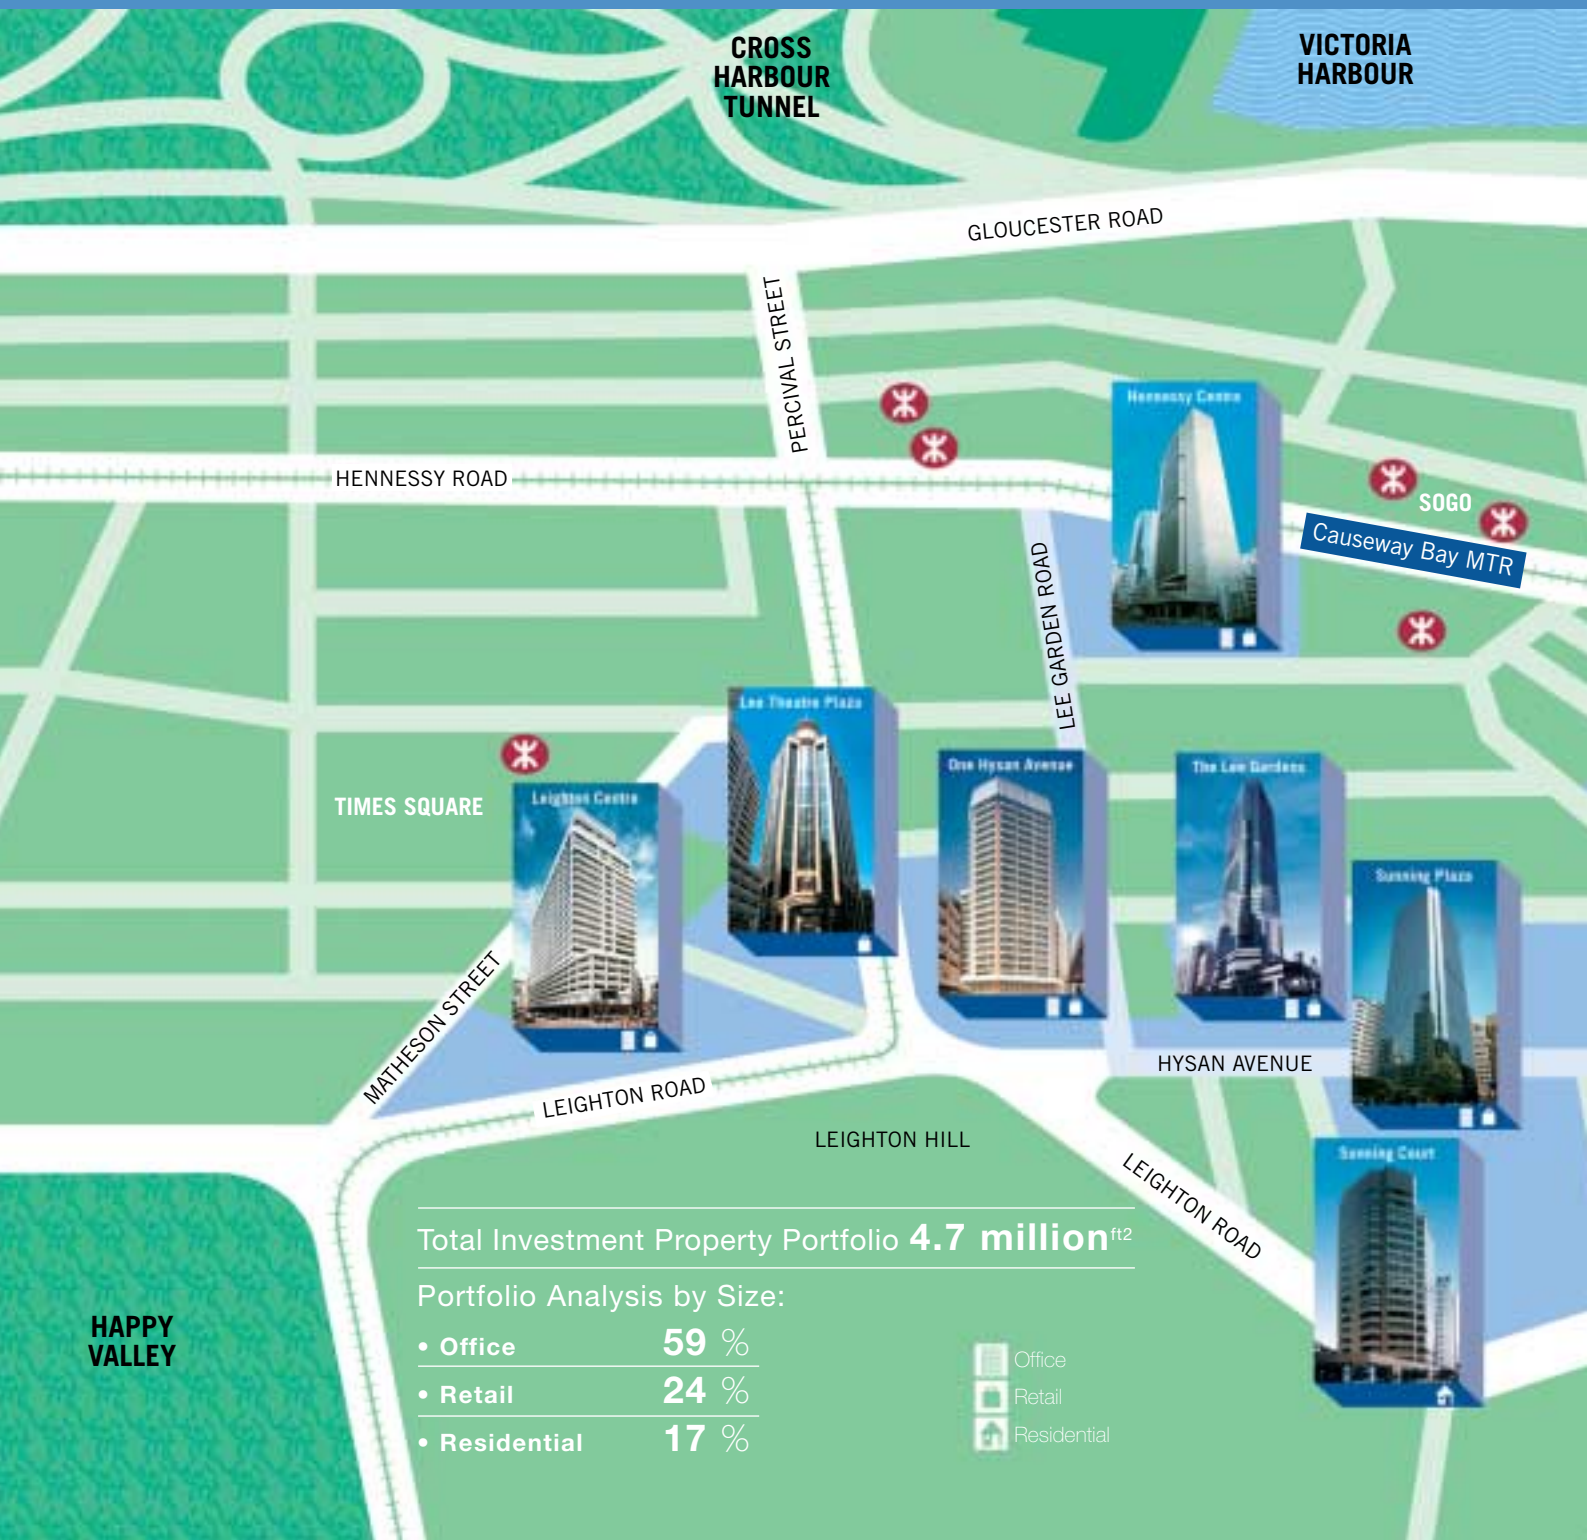 CROSS
HARBOUR
TUNNEL
VICTORIA
HARBOUR
GLOUCESTER ROAD
PERCIVAL STREET
Hennessy Centre
HENNESSY ROAD
SOGO
Causeway Bay MTR
LEE GARDEN ROAD
Lee Theatre Plaza
One Hysan Avenue
The Lee Gardens
TIMES SQUARE
Leighton Centre
Sunning Plaza
MATHESON STREET
HYSAN AVENUE
LEIGHTON ROAD
LEIGHTON HILL
Sunning Court
LEIGHTON ROAD
Total Investment Property Portfolio 4.7 million ft2
Portfolio Analysis by Size:
• Office 59 %
• Retail 24 %
• Residential 17 %
HAPPY
VALLEY
Office
Retail
Residential